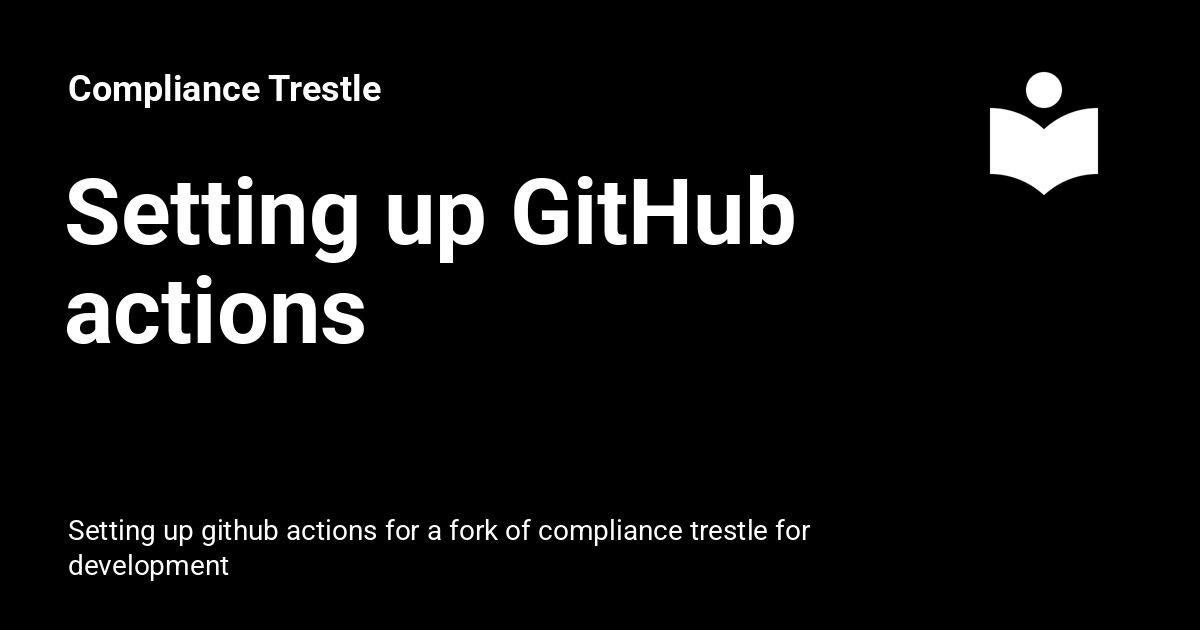 Compliance Trestle
Setting up GitHub
actions
Setting up github actions for a fork of compliance trestle for
development